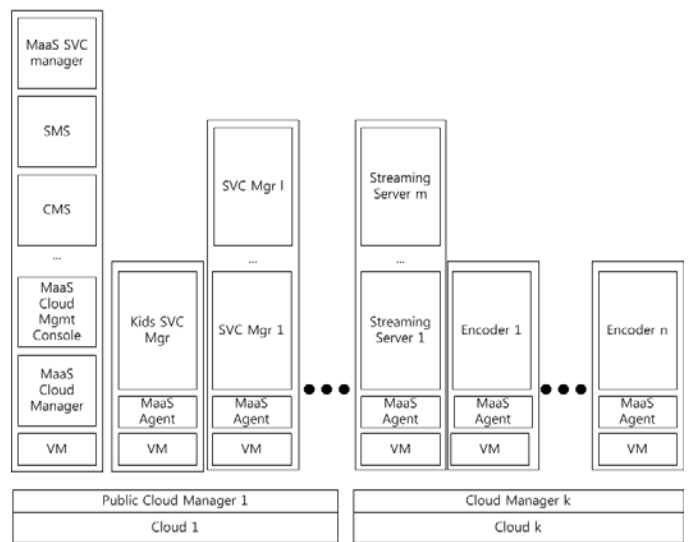 MaaS SVC
manager
SMS
CMS
...
MaaS
Cloud
Mgmt
Console
MaaS
Cloud
Manager
VM
Kids SVC
Mgr
MaaS
Agent
VM
SVC Mgr l
...
SVC Mgr 1
MaaS
Agent
VM
Streaming
Server m
...
Streaming
Server 1
MaaS
Agent
VM
Encoder 1
MaaS
Agent
VM
Encoder n
MaaS
Agent
VM
Public Cloud Manager 1
Cloud 1
Cloud Manager k
Cloud k